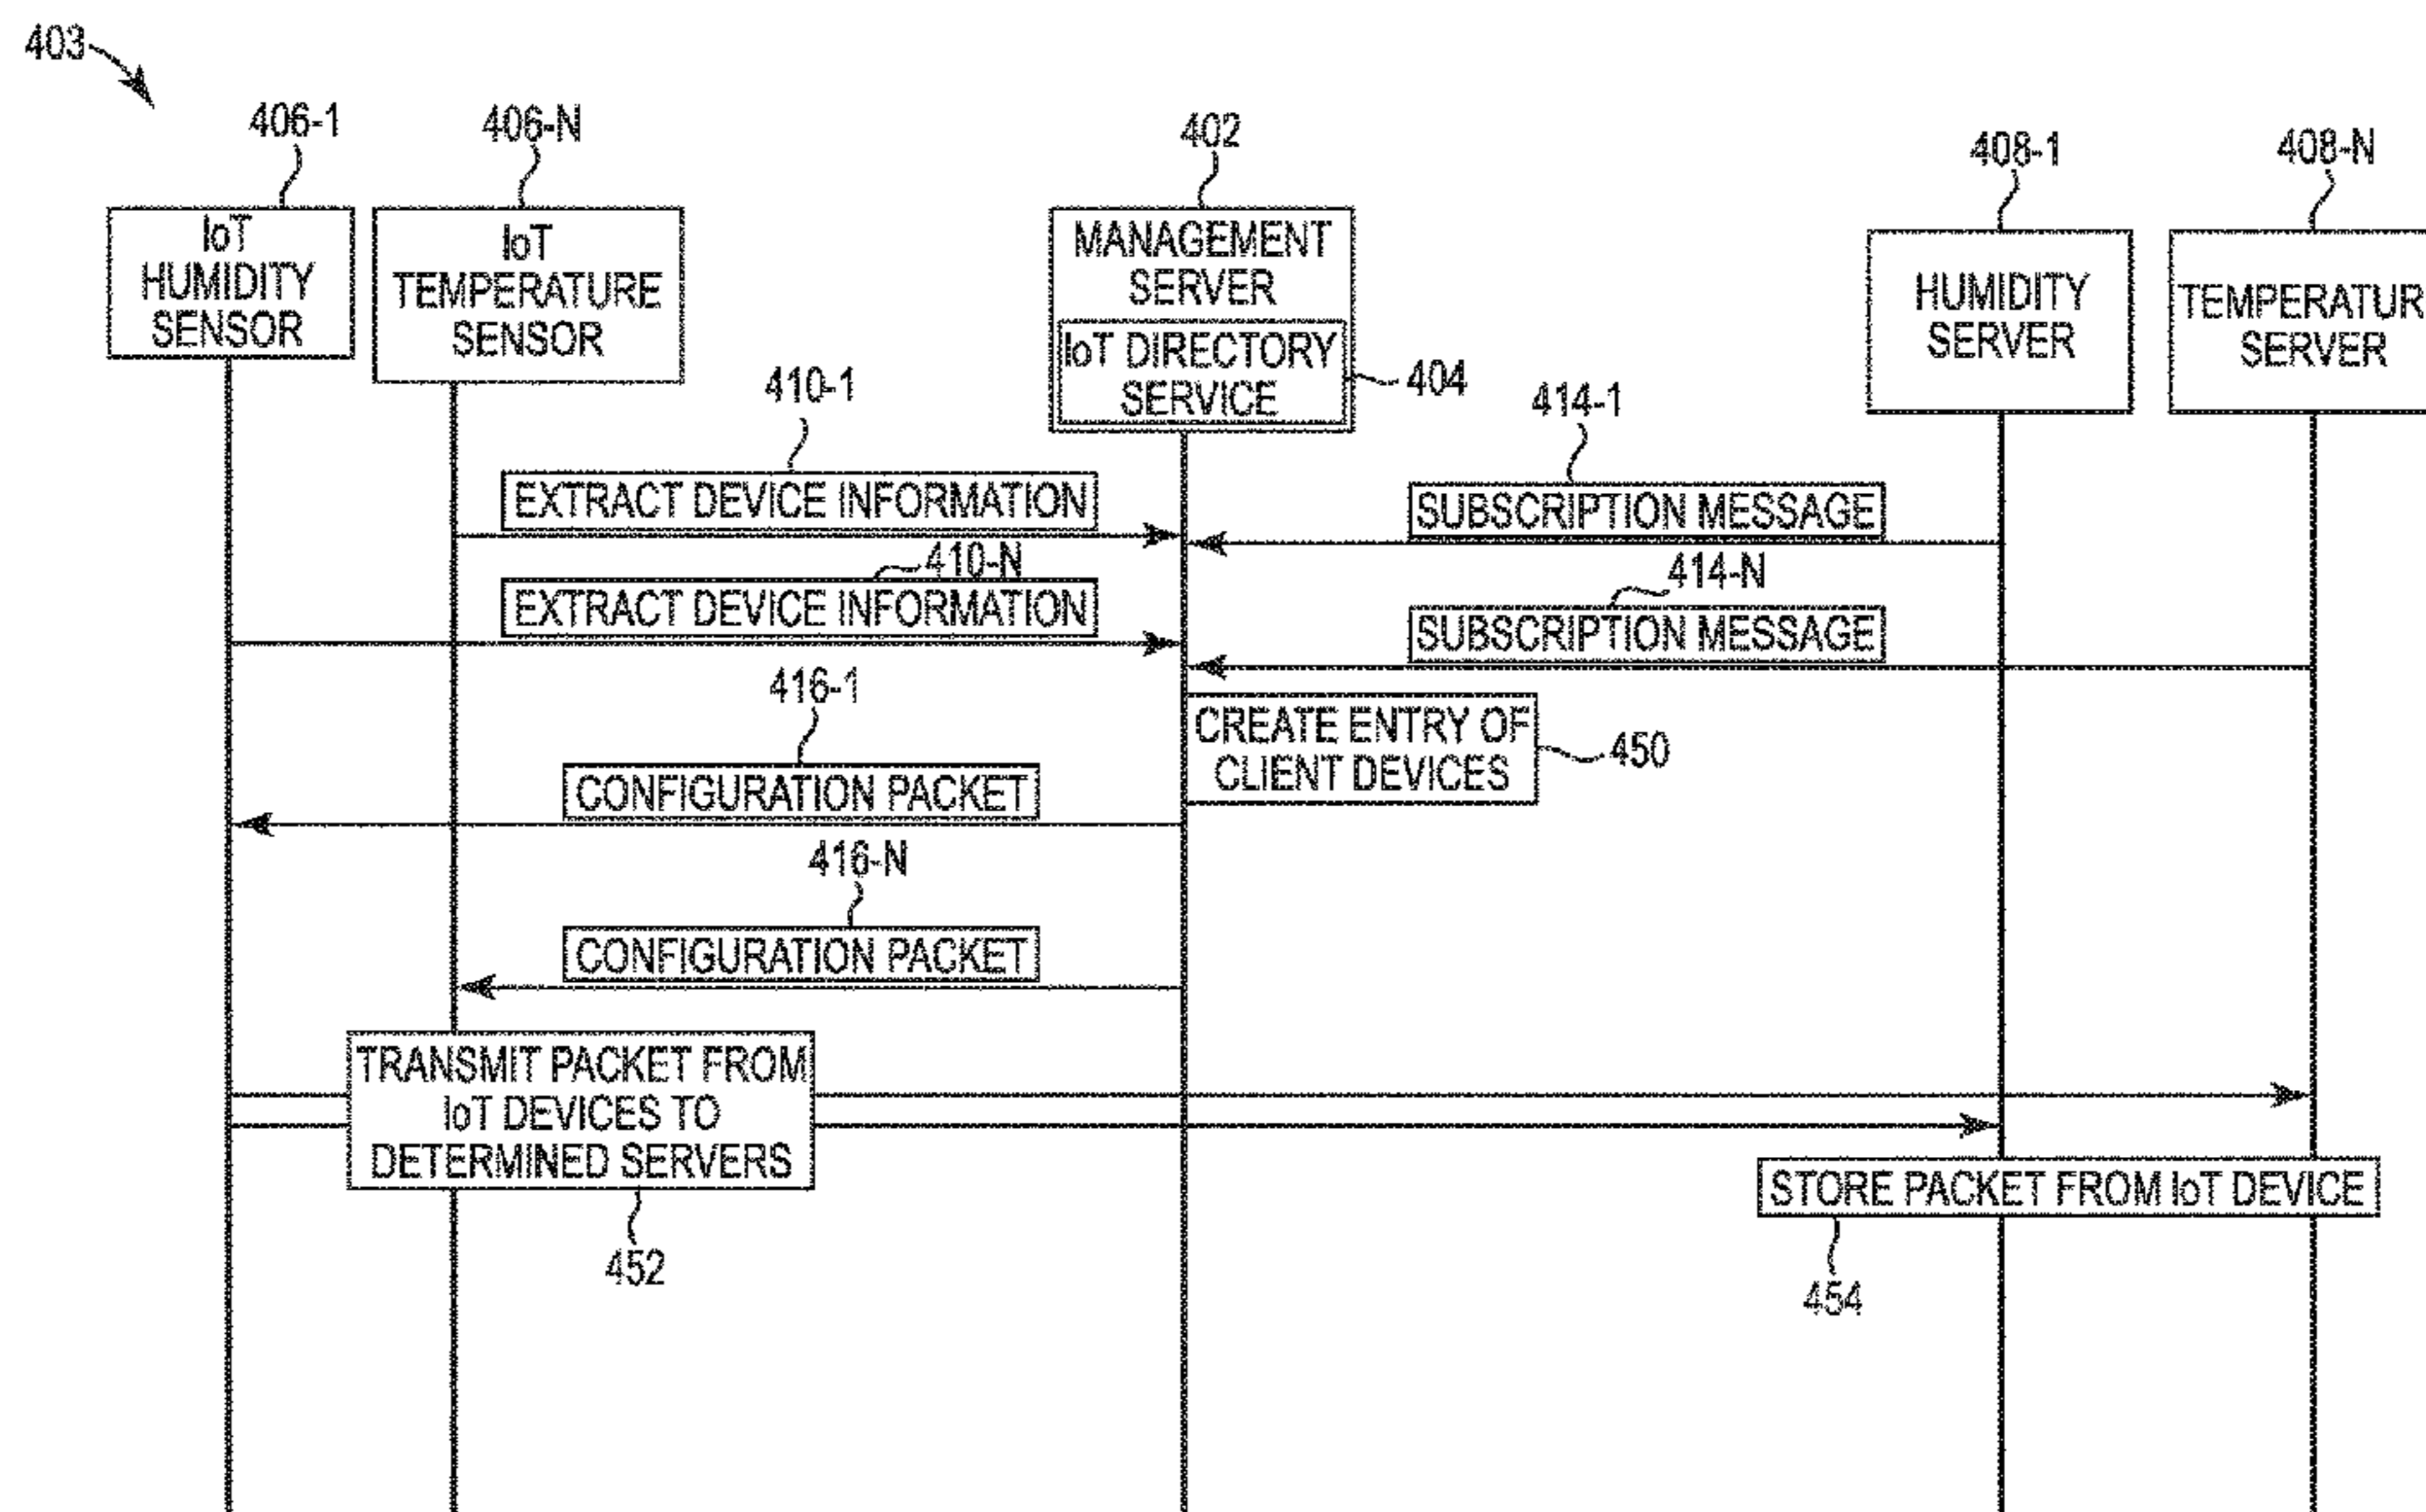 403
406-1
406-N
402
408-1
408-N
IoT
HUMIDITY
SENSOR
IoT
TEMPERATURE
SENSOR
MANAGEMENT
SERVER
IoT DIRECTORY
SERVICE
404
HUMIDITY
SERVER
TEMPERATUR
SERVER
410-1
EXTRACT DEVICE INFORMATION
414-1
SUBSCRIPTION MESSAGE
410-N
EXTRACT DEVICE INFORMATION
414-N
SUBSCRIPTION MESSAGE
416-1
CONFIGURATION PACKET
CREATE ENTRY OF
CLIENT DEVICES
450
416-N
CONFIGURATION PACKET
TRANSMIT PACKET FROM
IoT DEVICES TO
DETERMINED SERVERS
452
STORE PACKET FROM IoT DEVICE
454